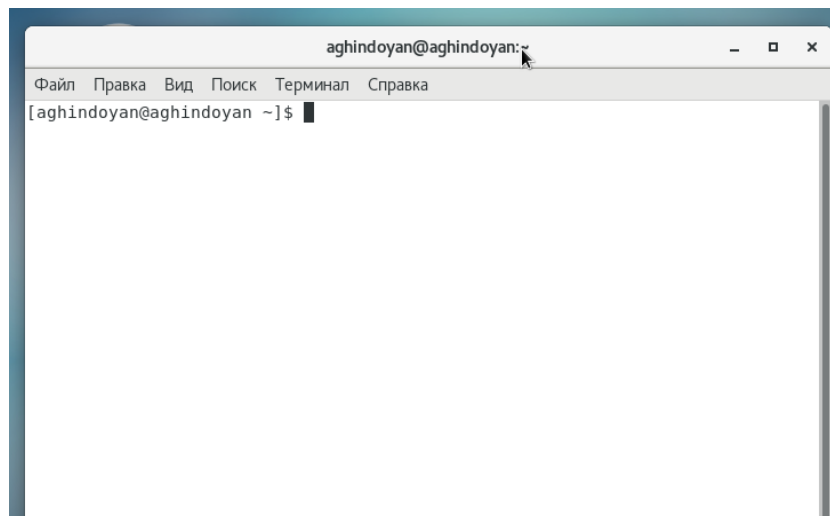 aghindoyan@aghindoyan:~
Файл Правка Вид Поиск Терминал Справка
[aghindoyan@aghindoyan ~]$